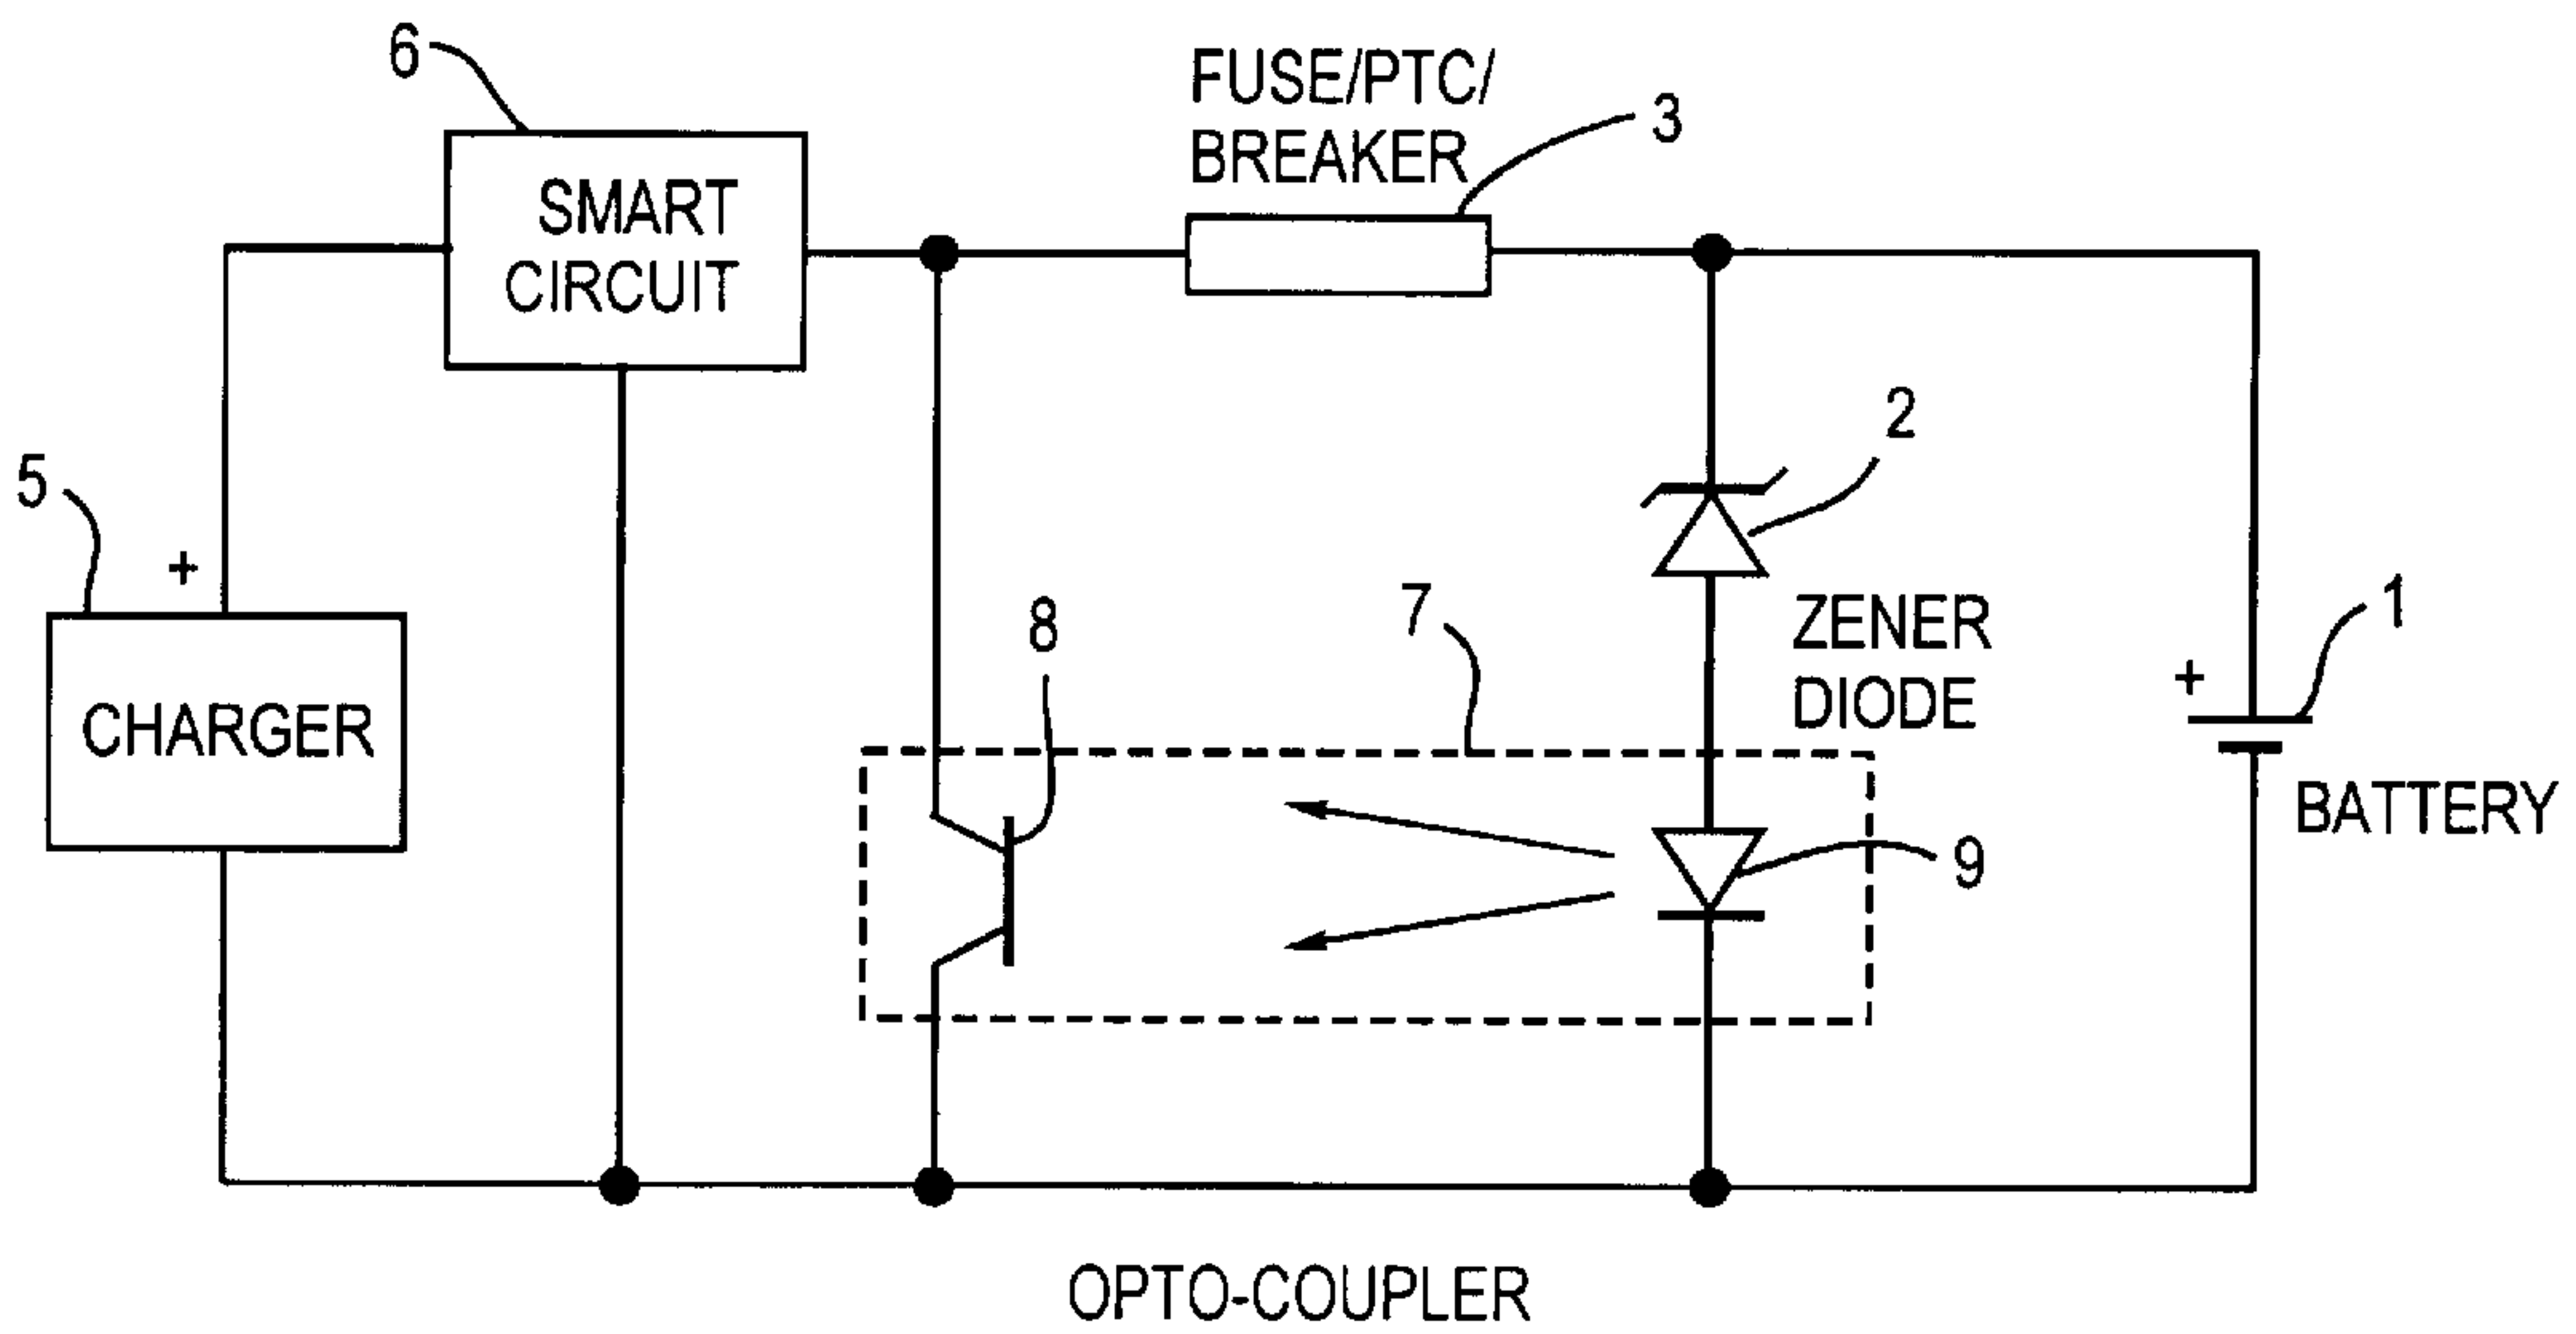 6
FUSE/PTC/
BREAKER
3
SMART
CIRCUIT
5
+
CHARGER
2
ZENER
DIODE
7
8
1
+
BATTERY
9
OPTO-COUPLER